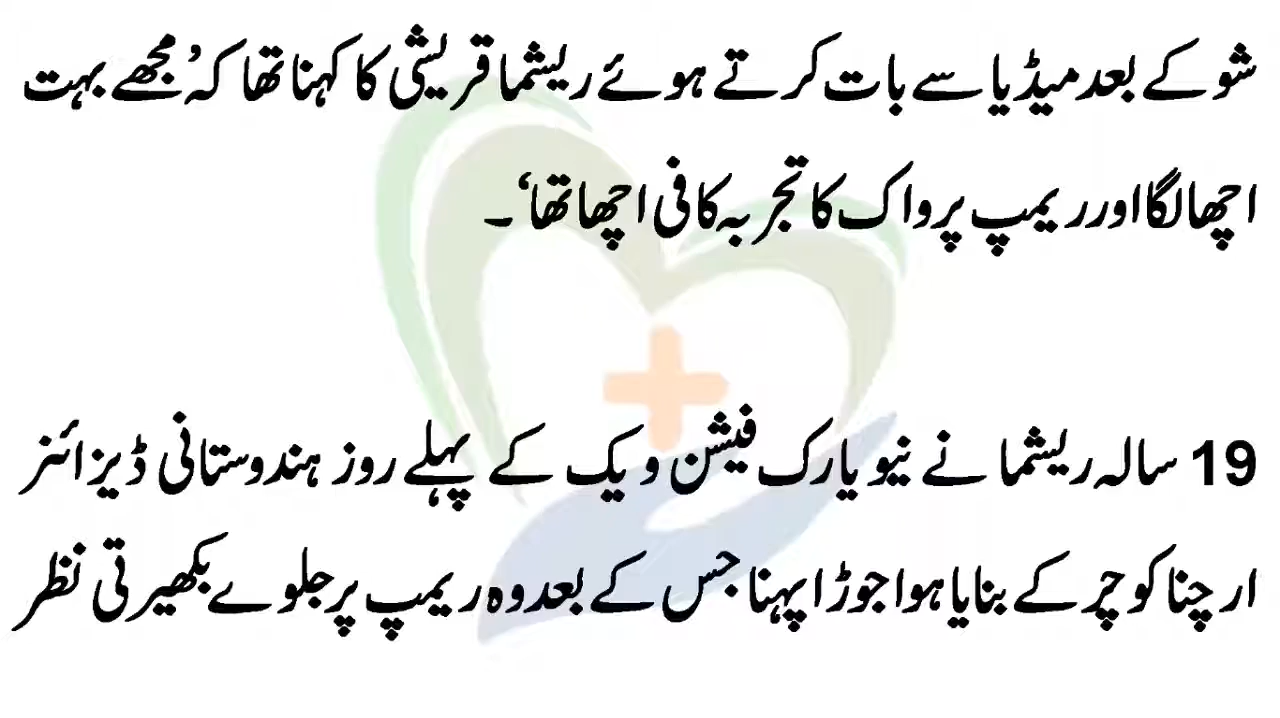 شو کے بعد میڈیا سے بات کرتے ہوئے ریشما قریشی کا کہنا تھا کہ ’مجھے بہت
اچھا لگا اور ریمپ پر واک کا تجربہ کافی اچھا تھا‘۔
19 سالہ ریشما نے نیویارک فیشن ویک کے پہلے روز ہندوستانی ڈیزائنر
ارچنا کوچر کے بنایا ہوا جوڑا پہنا جس کے بعد وہ ریمپ پر جلوے بکھیرتی نظر